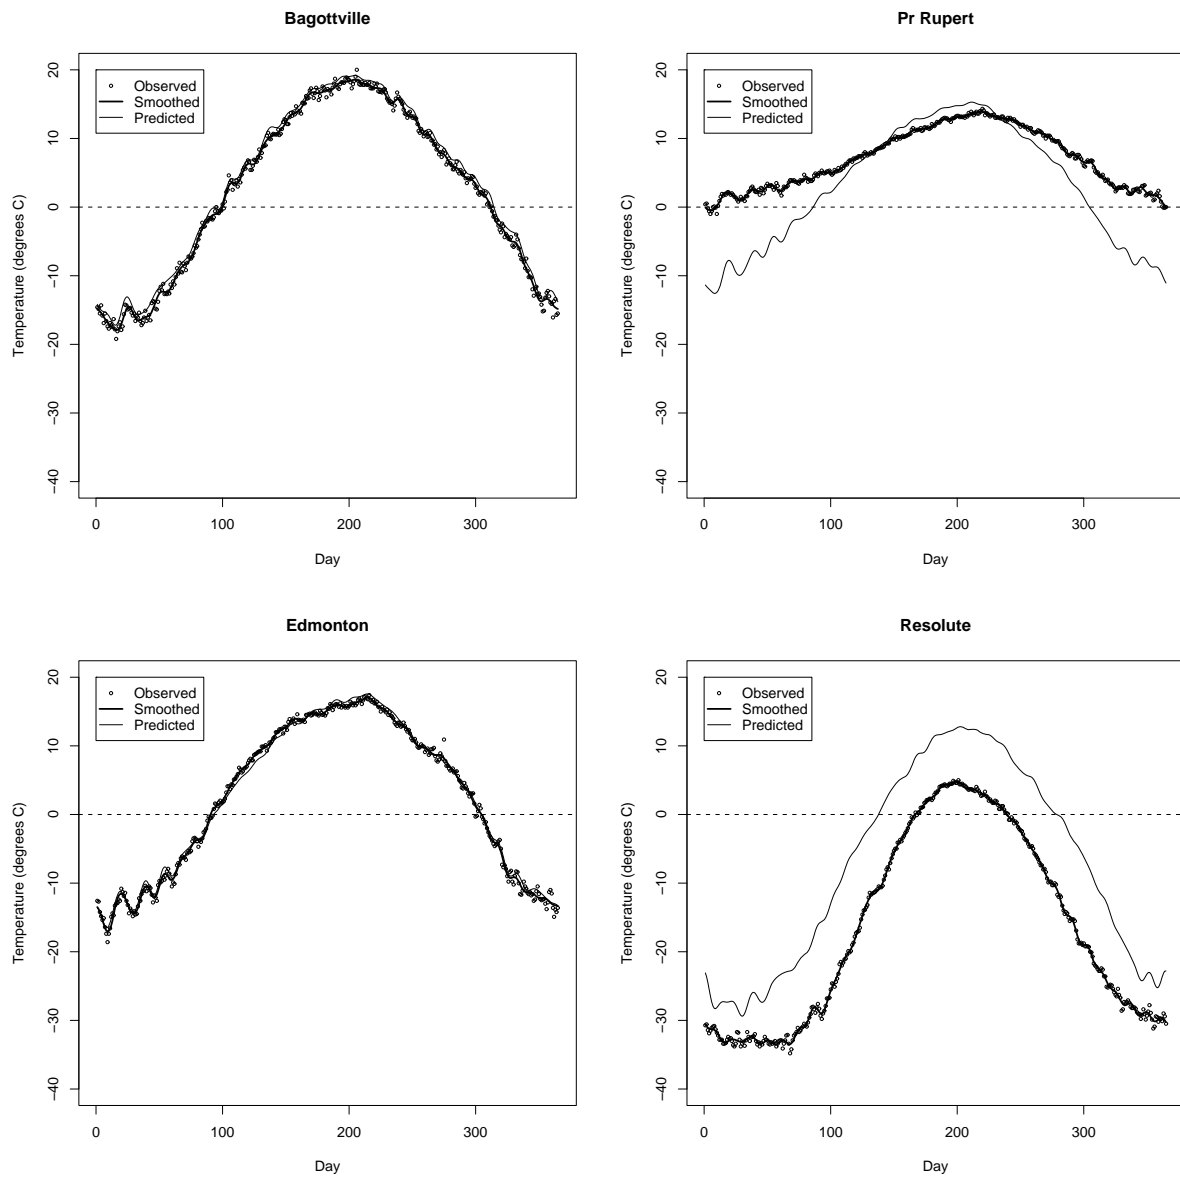 Bagottville
Observed
Smoothed
Predicted
20
10
0
−10
−20
−30
−40
Temperature (degrees C)
0 100 200 300
Day
Pr Rupert
Observed
Smoothed
Predicted
20
10
0
−10
−20
−30
−40
Temperature (degrees C)
0 100 200 300
Day
Edmonton
Observed
Smoothed
Predicted
20
10
0
−10
−20
−30
−40
Temperature (degrees C)
0 100 200 300
Day
Resolute
Observed
Smoothed
Predicted
20
10
0
−10
−20
−30
−40
Temperature (degrees C)
0 100 200 300
Day